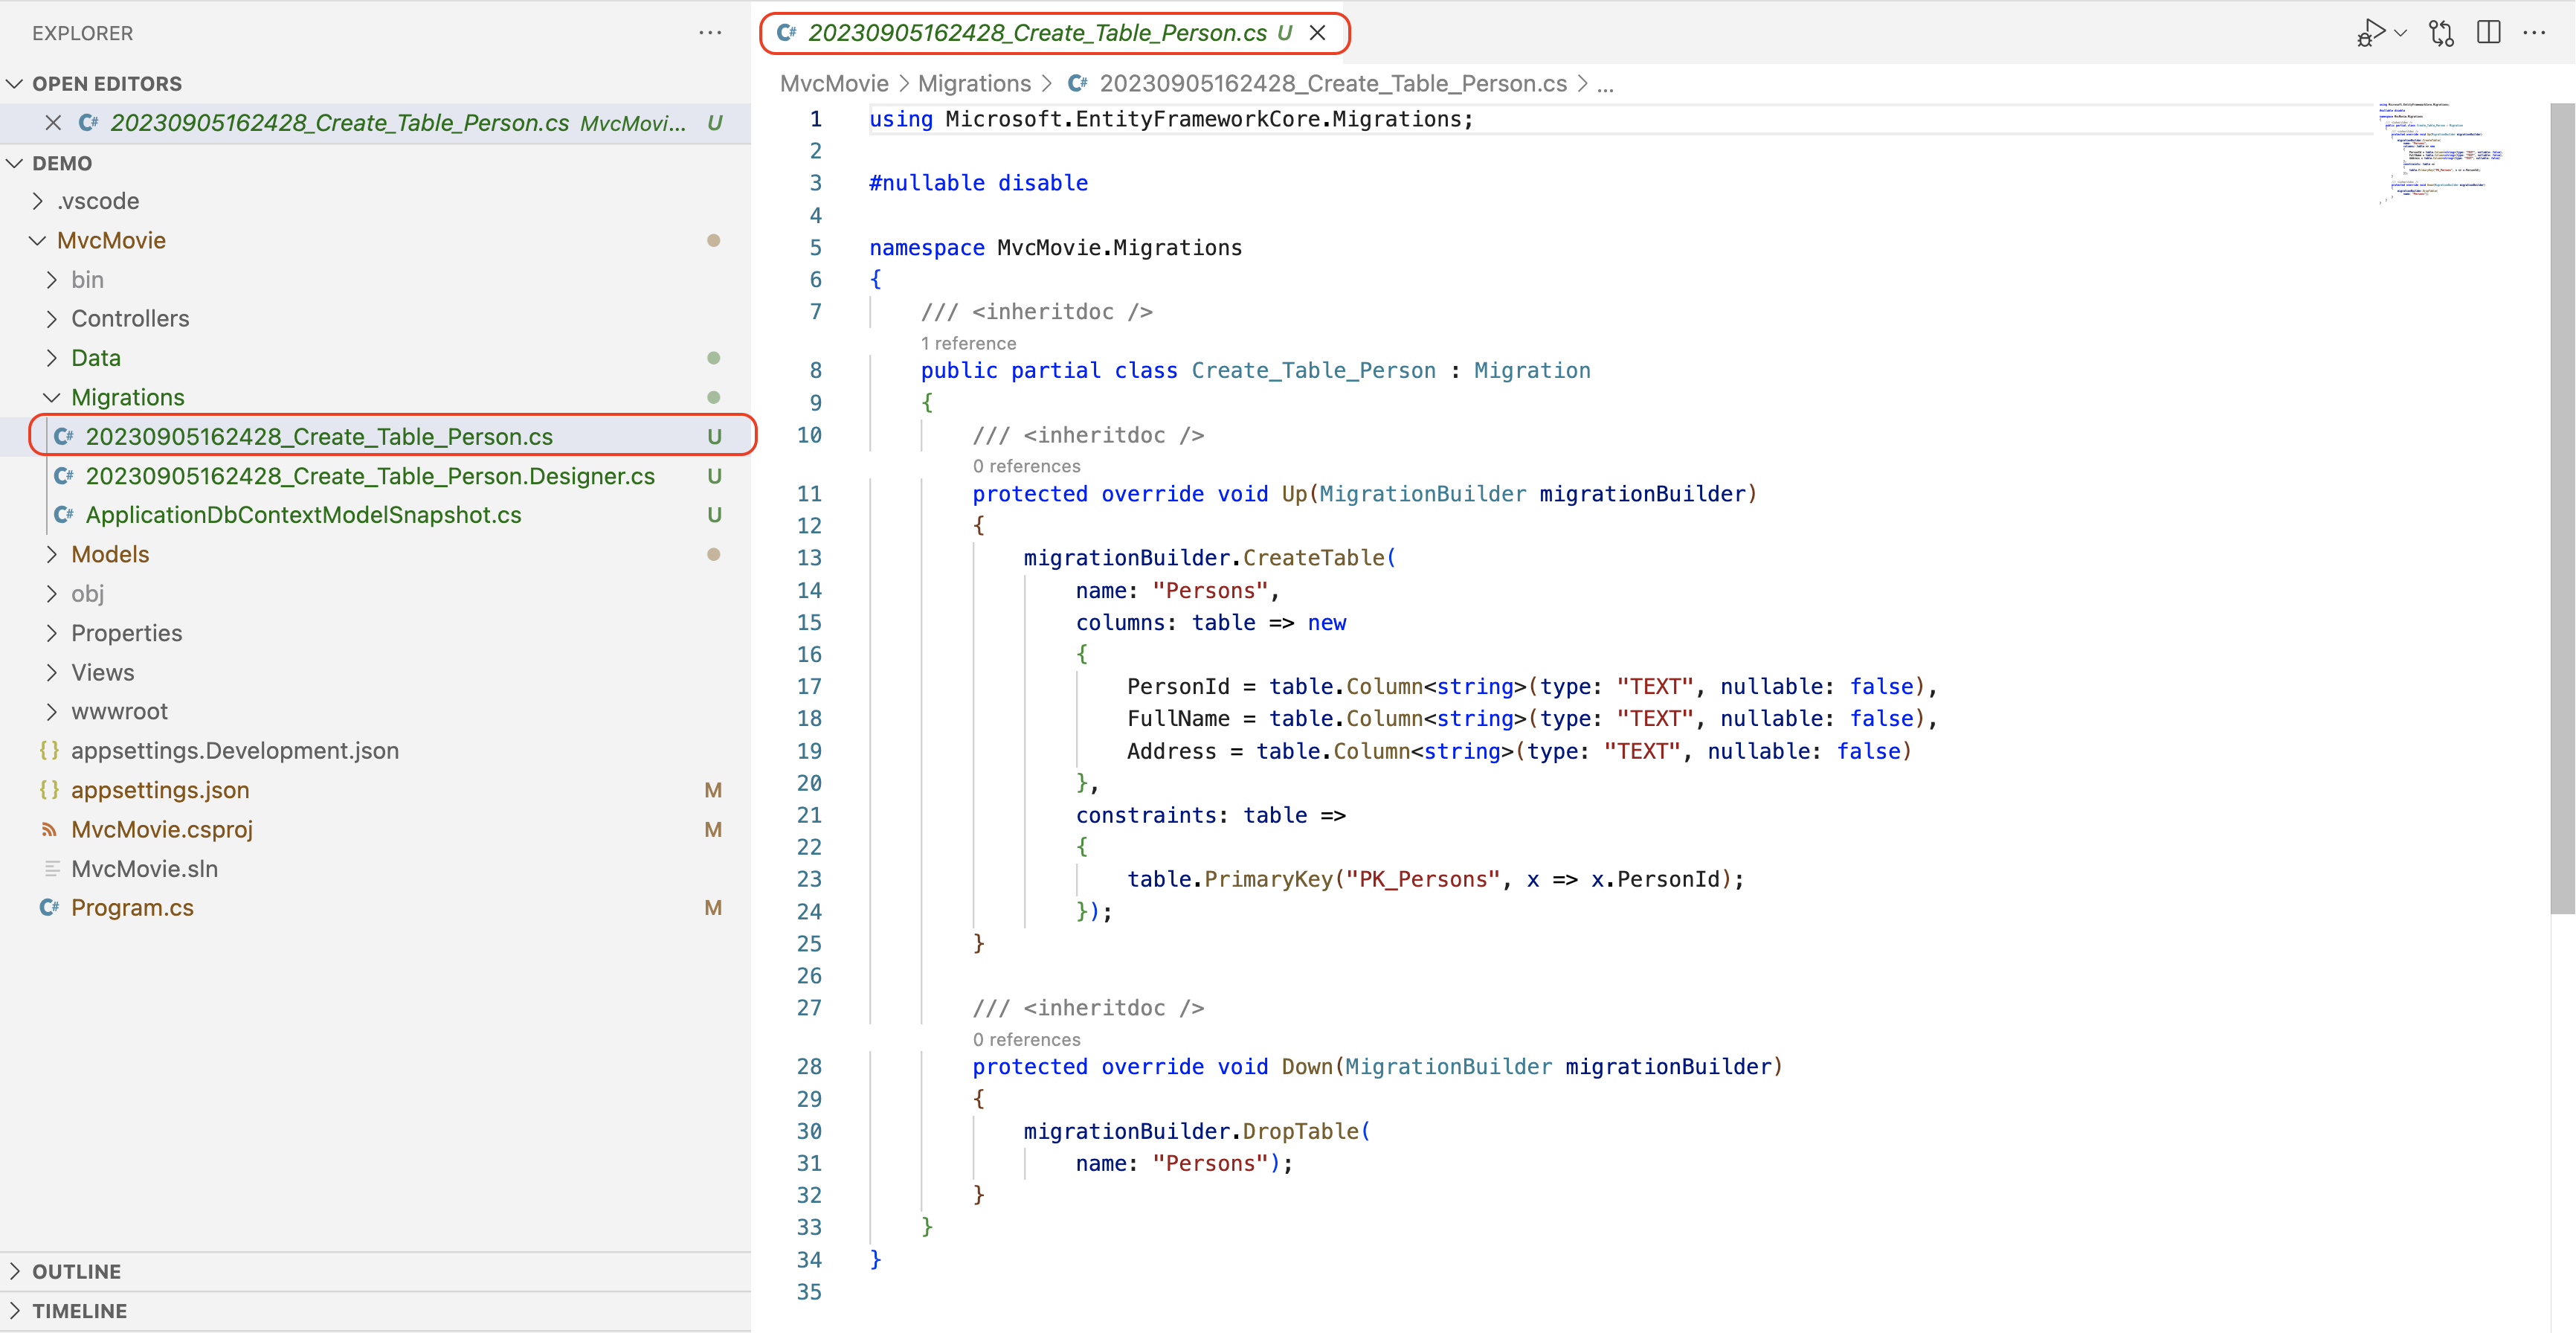 EXPLORER
OPEN EDITORS
20230905162428_Create_Table_Person.cs MvcMovi... U
DEMO
.vscode
MvcMovie
bin
Controllers
Data
Migrations
20230905162428_Create_Table_Person.cs U
20230905162428_Create_Table_Person.Designer.cs U
ApplicationDbContextModelSnapshot.cs U
Models
obj
Properties
Views
wwwroot
appsettings.Development.json
appsettings.json M
MvcMovie.csproj M
MvcMovie.sln
Program.cs M
OUTLINE
TIMELINE
20230905162428_Create_Table_Person.cs U
MvcMovie > Migrations > 20230905162428_Create_Table_Person.cs > ...
1 using Microsoft.EntityFrameworkCore.Migrations;
2
3 #nullable disable
4
5 namespace MvcMovie.Migrations
6 {
7 /// <inheritdoc />
1 reference
8 public partial class Create_Table_Person : Migration
9 {
10 /// <inheritdoc />
0 references
11 protected override void Up(MigrationBuilder migrationBuilder)
12 {
13 migrationBuilder.CreateTable(
14 name: "Persons",
15 columns: table => new
16 {
17 PersonId = table.Column<string>(type: "TEXT", nullable: false),
18 FullName = table.Column<string>(type: "TEXT", nullable: false),
19 Address = table.Column<string>(type: "TEXT", nullable: false)
20 },
21 constraints: table =>
22 {
23 table.PrimaryKey("PK_Persons", x => x.PersonId);
24 });
25 }
26
27 /// <inheritdoc />
0 references
28 protected override void Down(MigrationBuilder migrationBuilder)
29 {
30 migrationBuilder.DropTable(
31 name: "Persons");
32 }
33 }
34 }
35